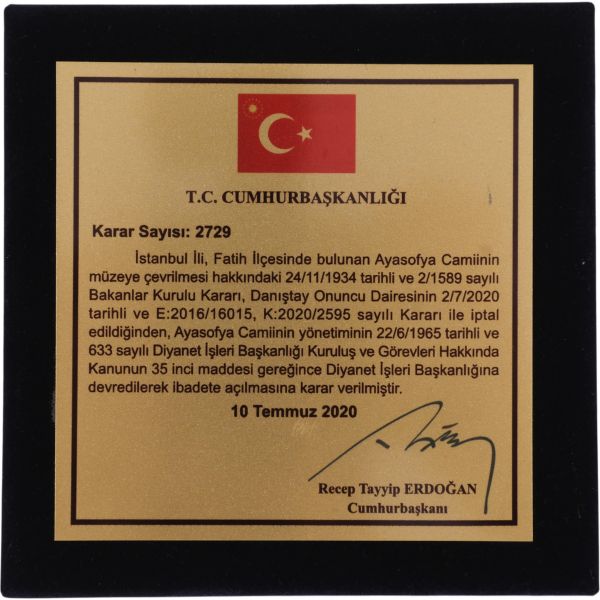 T.C. CUMHURBAŞKANLIĞI
Karar Sayısı: 2729
İstanbul İli, Fatih İlçesinde bulunan Ayasofya Camiinin
müzeye çevrilmesi hakkındaki 24/11/1934 tarihli ve 2/1589 sayılı
Bakanlar Kurulu Kararı, Danıştay Onuncu Dairesinin 2/7/2020
tarihli ve E:2016/16015, K:2020/2595 sayılı Kararı ile iptal
edildiğinden, Ayasofya Camiinin yönetiminin 22/6/1965 tarihli ve
633 sayılı Diyanet İşleri Başkanlığı Kuruluş ve Görevleri Hakkında
Kanunun 35 inci maddesi gereğince Diyanet İşleri Başkanlığına
devredilerek ibadete açılmasına karar verilmiştir.
10 Temmuz 2020
Recep Tayyip ERDOĞAN
Cumhurbaşkanı